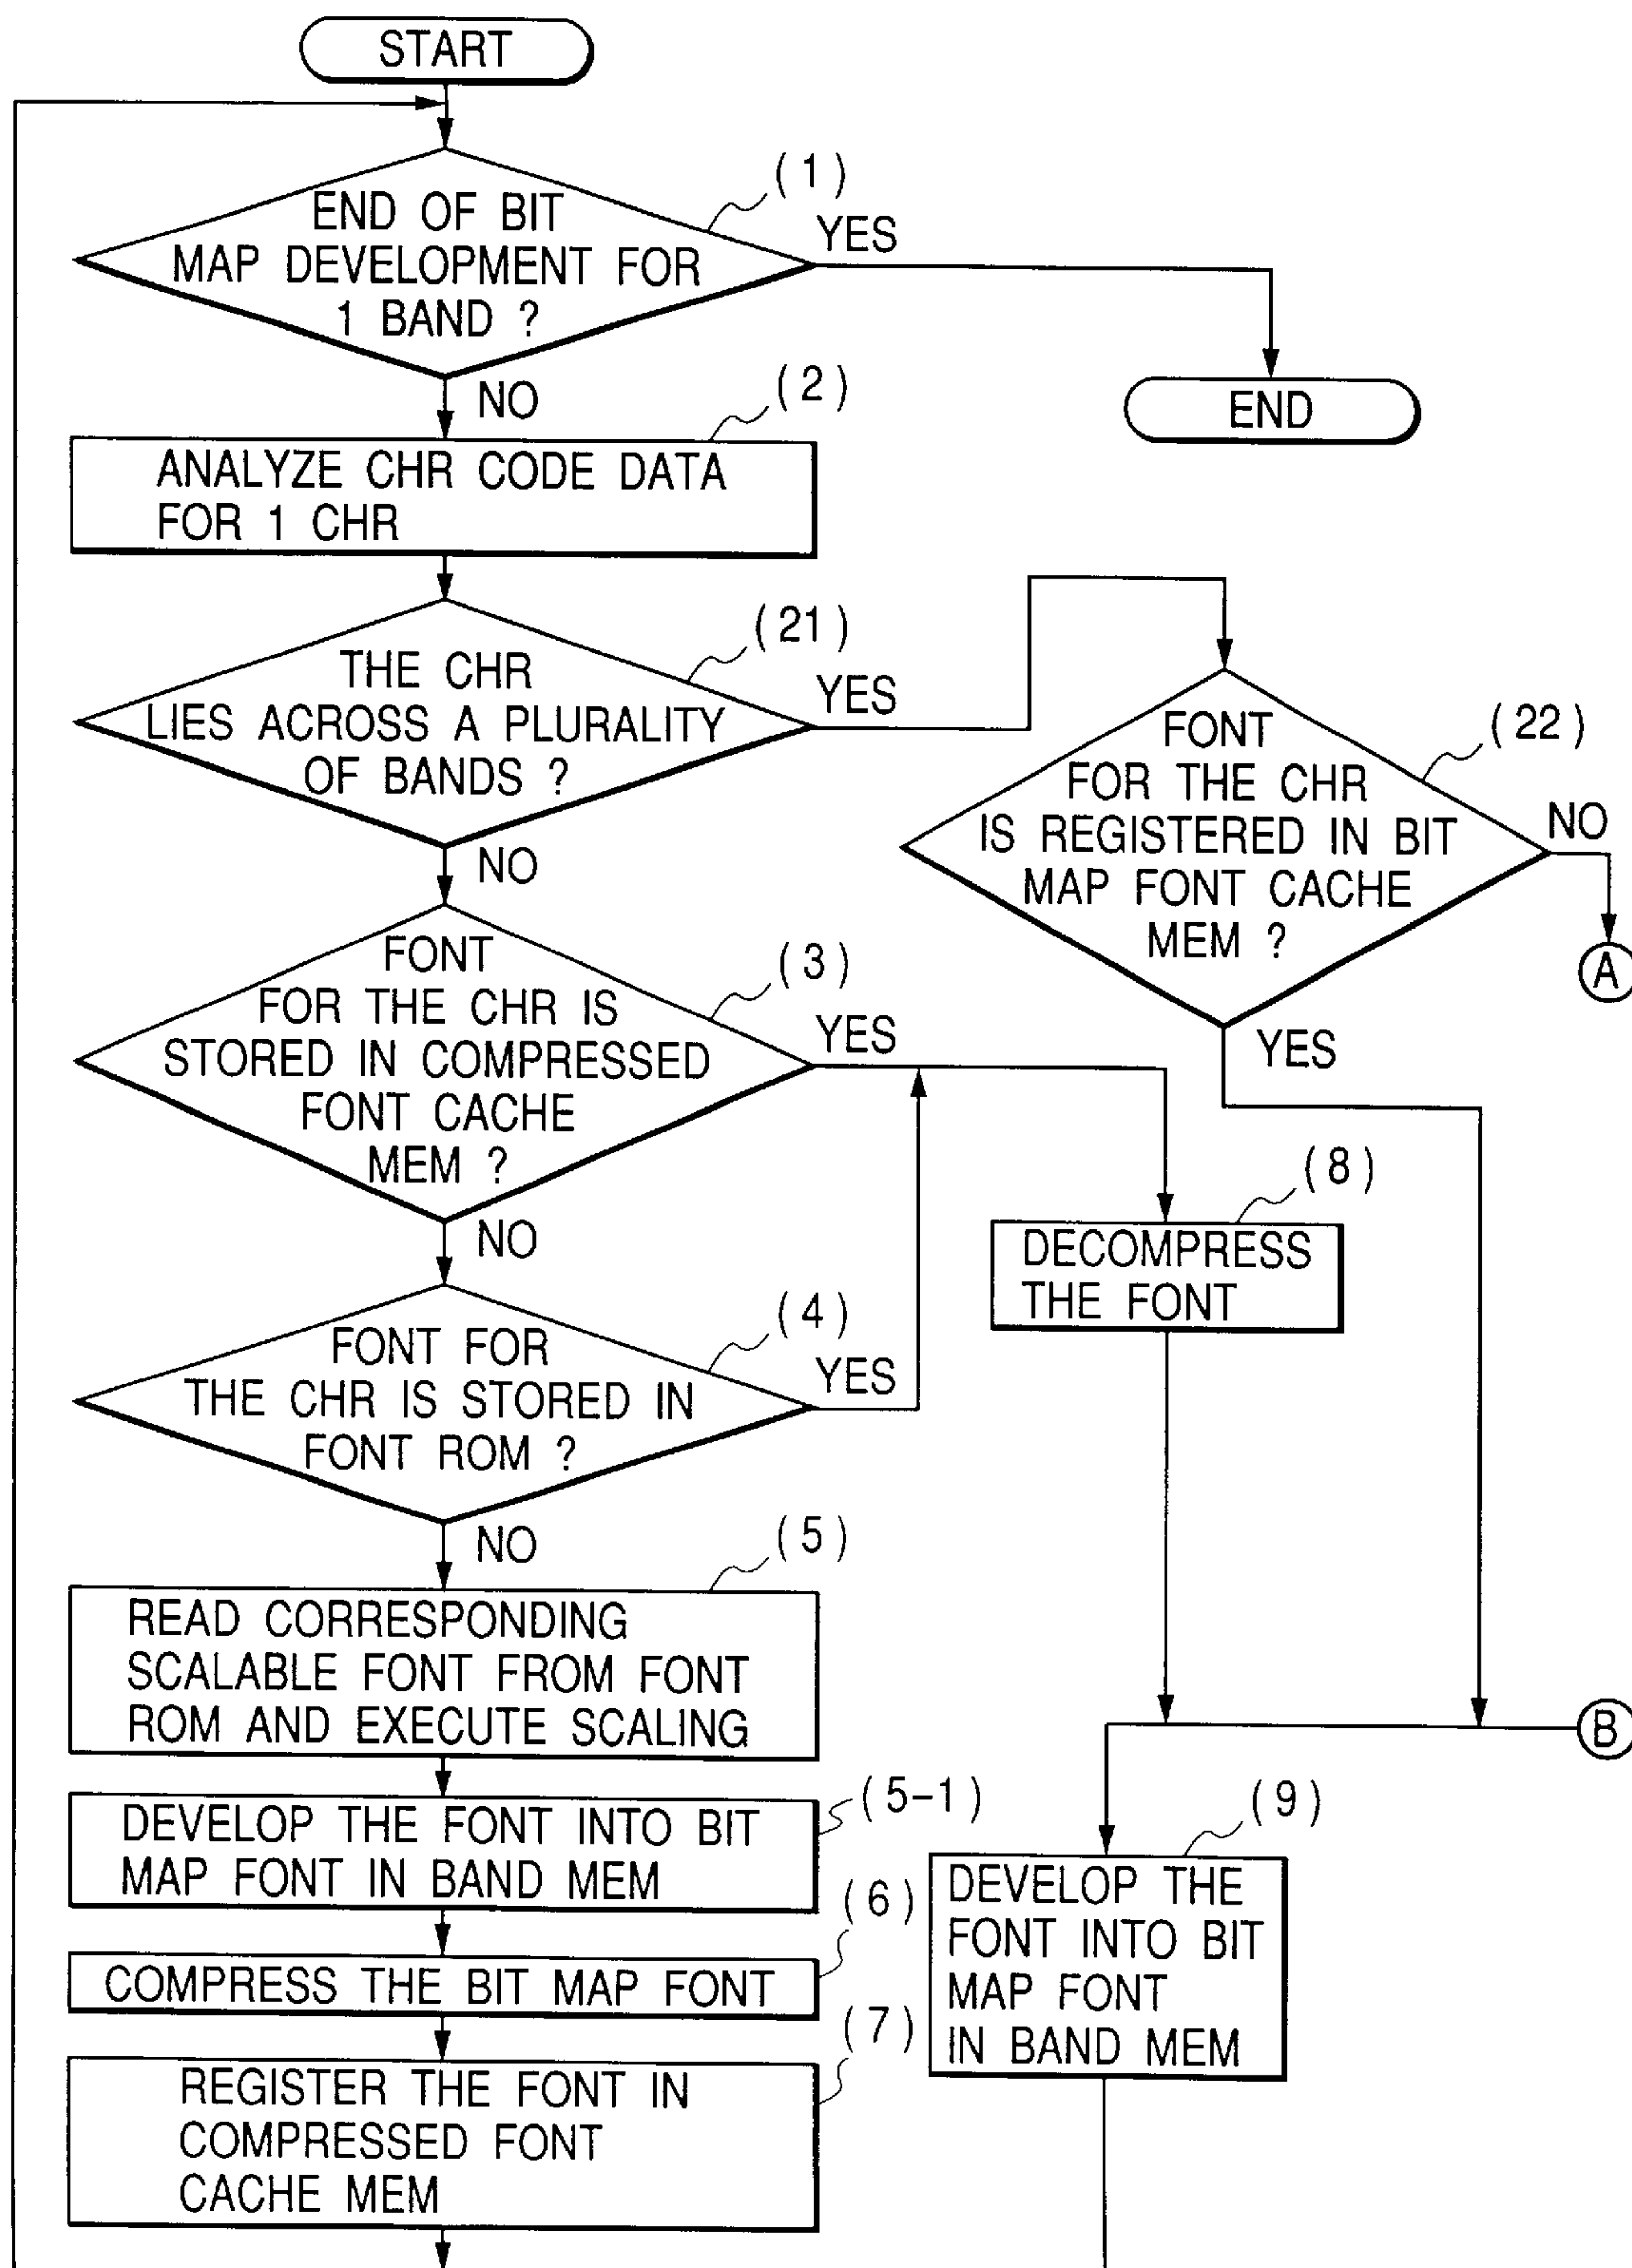 START
(1)
END OF BIT
MAP DEVELOPMENT FOR
1 BAND ?
YES
NO
END
(2)
ANALYZE CHR CODE DATA
FOR 1 CHR
(21)
THE CHR
LIES ACROSS A PLURALITY
OF BANDS ?
YES
NO
(22)
FONT
FOR THE CHR
IS REGISTERED IN BIT
MAP FONT CACHE
MEM ?
NO
A
YES
(3)
FONT
FOR THE CHR IS
STORED IN COMPRESSED
FONT CACHE
MEM ?
YES
NO
(8)
DECOMPRESS
THE FONT
(4)
FONT FOR
THE CHR IS STORED IN
FONT ROM ?
YES
NO
(5)
READ CORRESPONDING
SCALABLE FONT FROM FONT
ROM AND EXECUTE SCALING
B
(5-1)
DEVELOP THE FONT INTO BIT
MAP FONT IN BAND MEM
(9)
DEVELOP THE
FONT INTO BIT
MAP FONT
IN BAND MEM
(6)
COMPRESS THE BIT MAP FONT
(7)
REGISTER THE FONT IN
COMPRESSED FONT
CACHE MEM